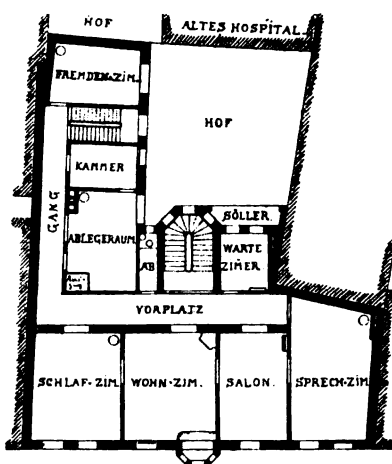 HOF
ALTES HOSPITAL
FREMDEN-ZIM.
HOF
KAMMER
GANG
ABLEGERAUM.
AB
SÖLLER.
WARTE
ZIMER.
VORPLATZ
SCHLAF-ZIM.
WOHN-ZIM.
SALON.
SPRECH-ZIM.